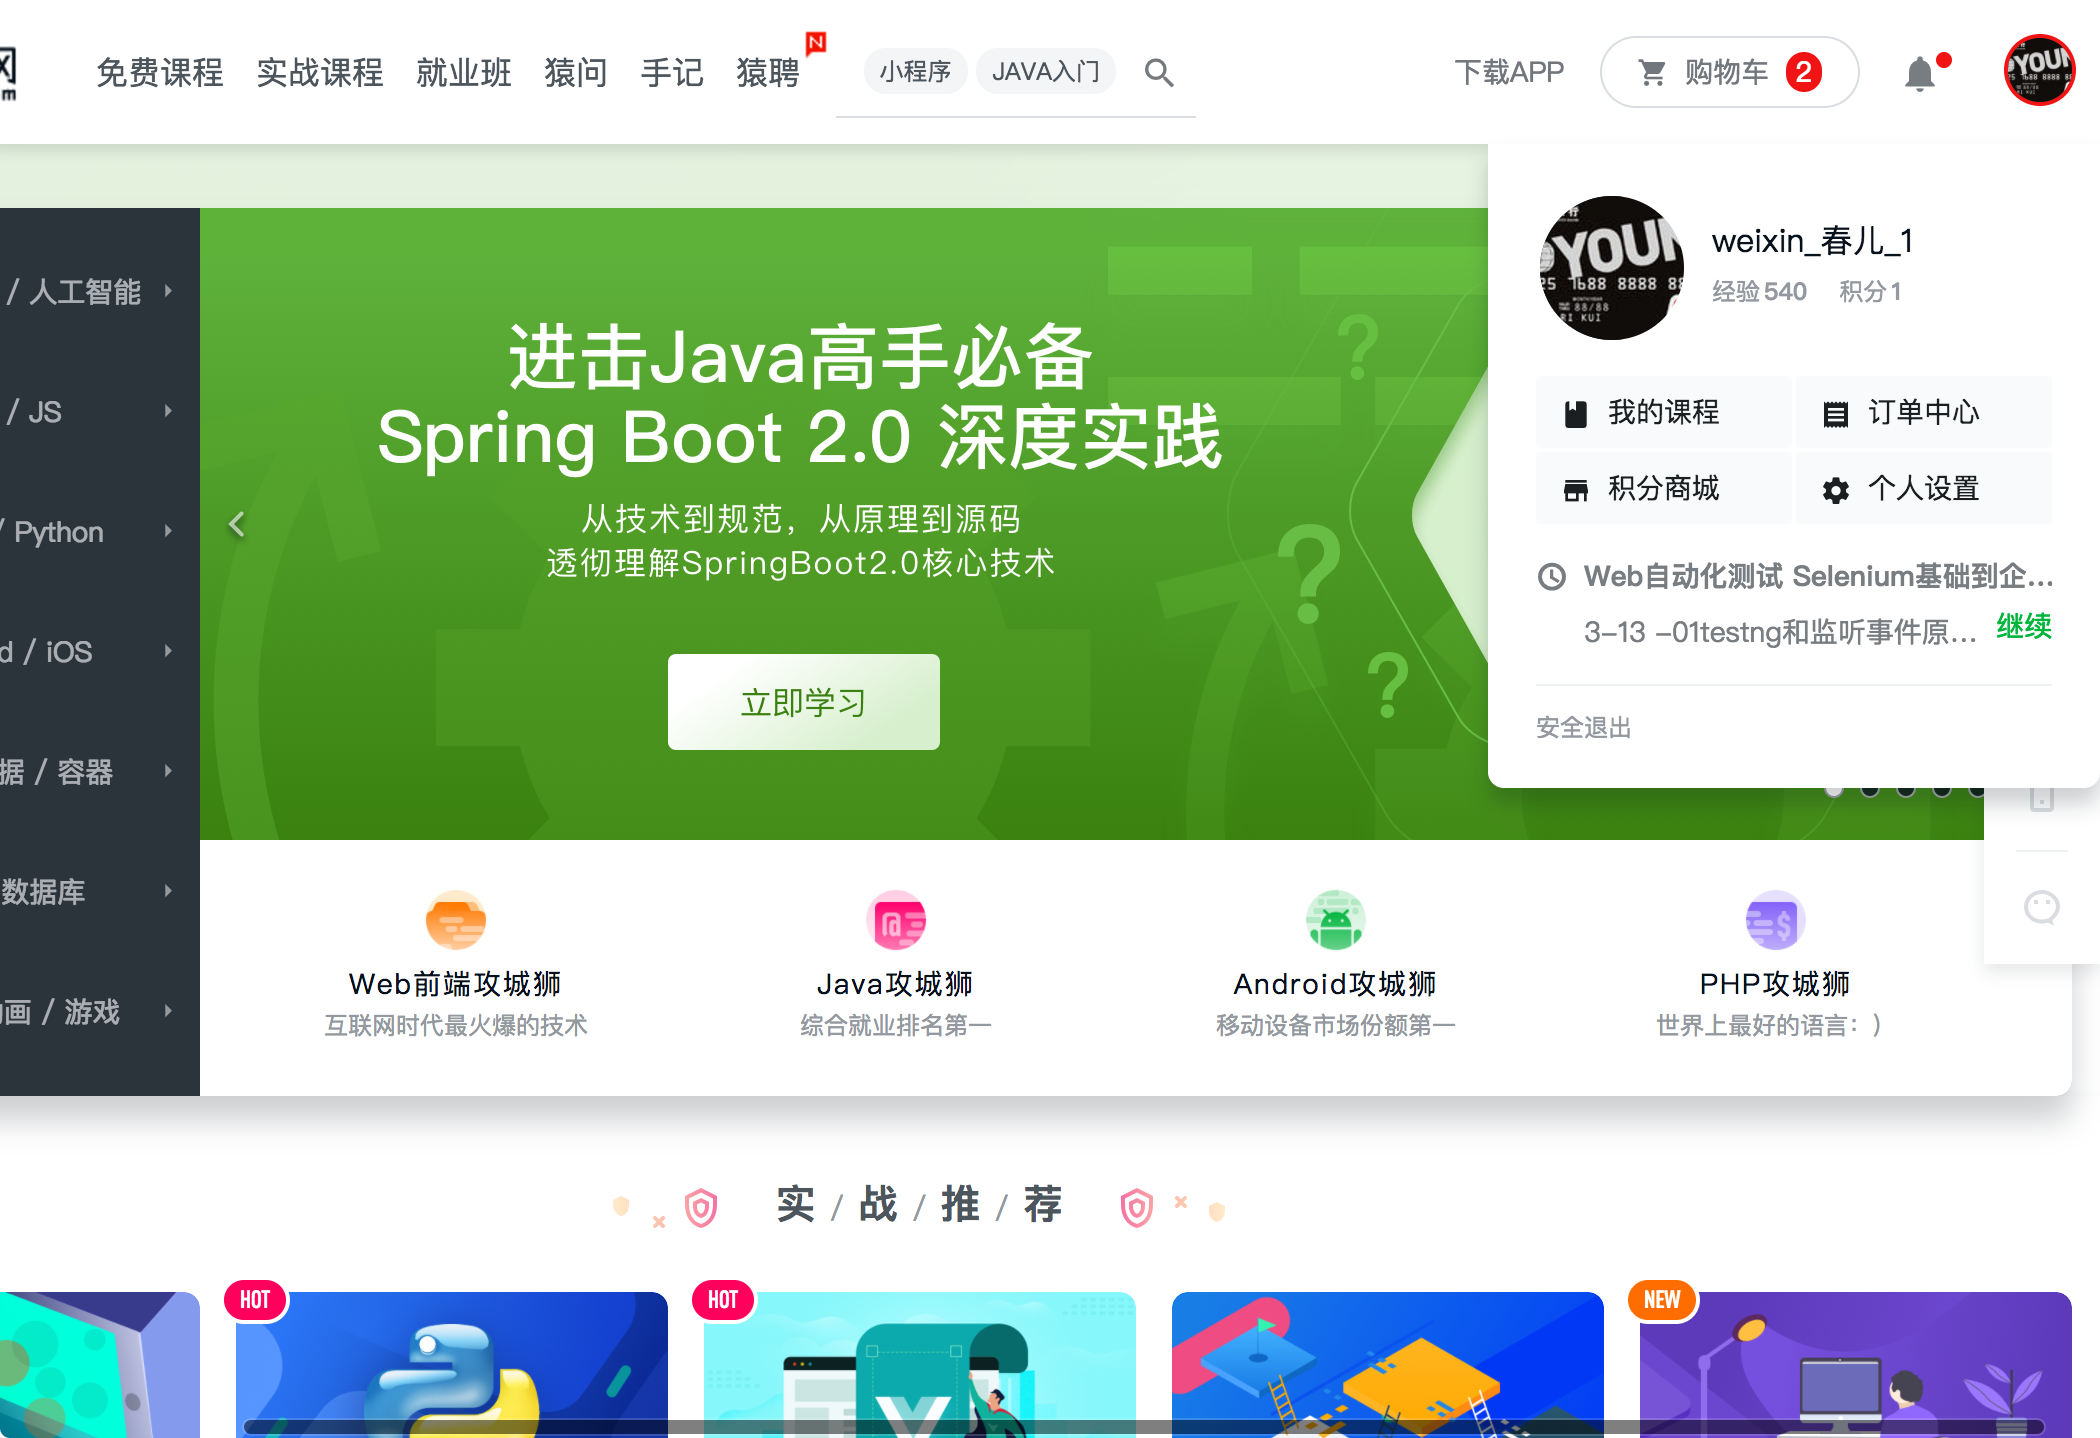 免费课程 实战课程 就业班 猿问 手记 猿聘 N 小程序 JAVA入门 下载APP 购物车 2
weixin_春儿_1
经验540 积分1
我的课程 订单中心
积分商城 个人设置
Web自动化测试 Selenium基础到企...
3-13 -01testng和监听事件原... 继续
安全退出
/ 人工智能
/ JS
/ Python
d / iOS
据 / 容器
数据库
画 / 游戏
进击Java高手必备
Spring Boot 2.0 深度实践
从技术到规范，从原理到源码
透彻理解SpringBoot2.0核心技术
立即学习
Web前端攻城狮
互联网时代最火爆的技术
Java攻城狮
综合就业排名第一
Android攻城狮
移动设备市场份额第一
PHP攻城狮
世界上最好的语言：）
实 / 战 / 推 / 荐
HOT
HOT
NEW